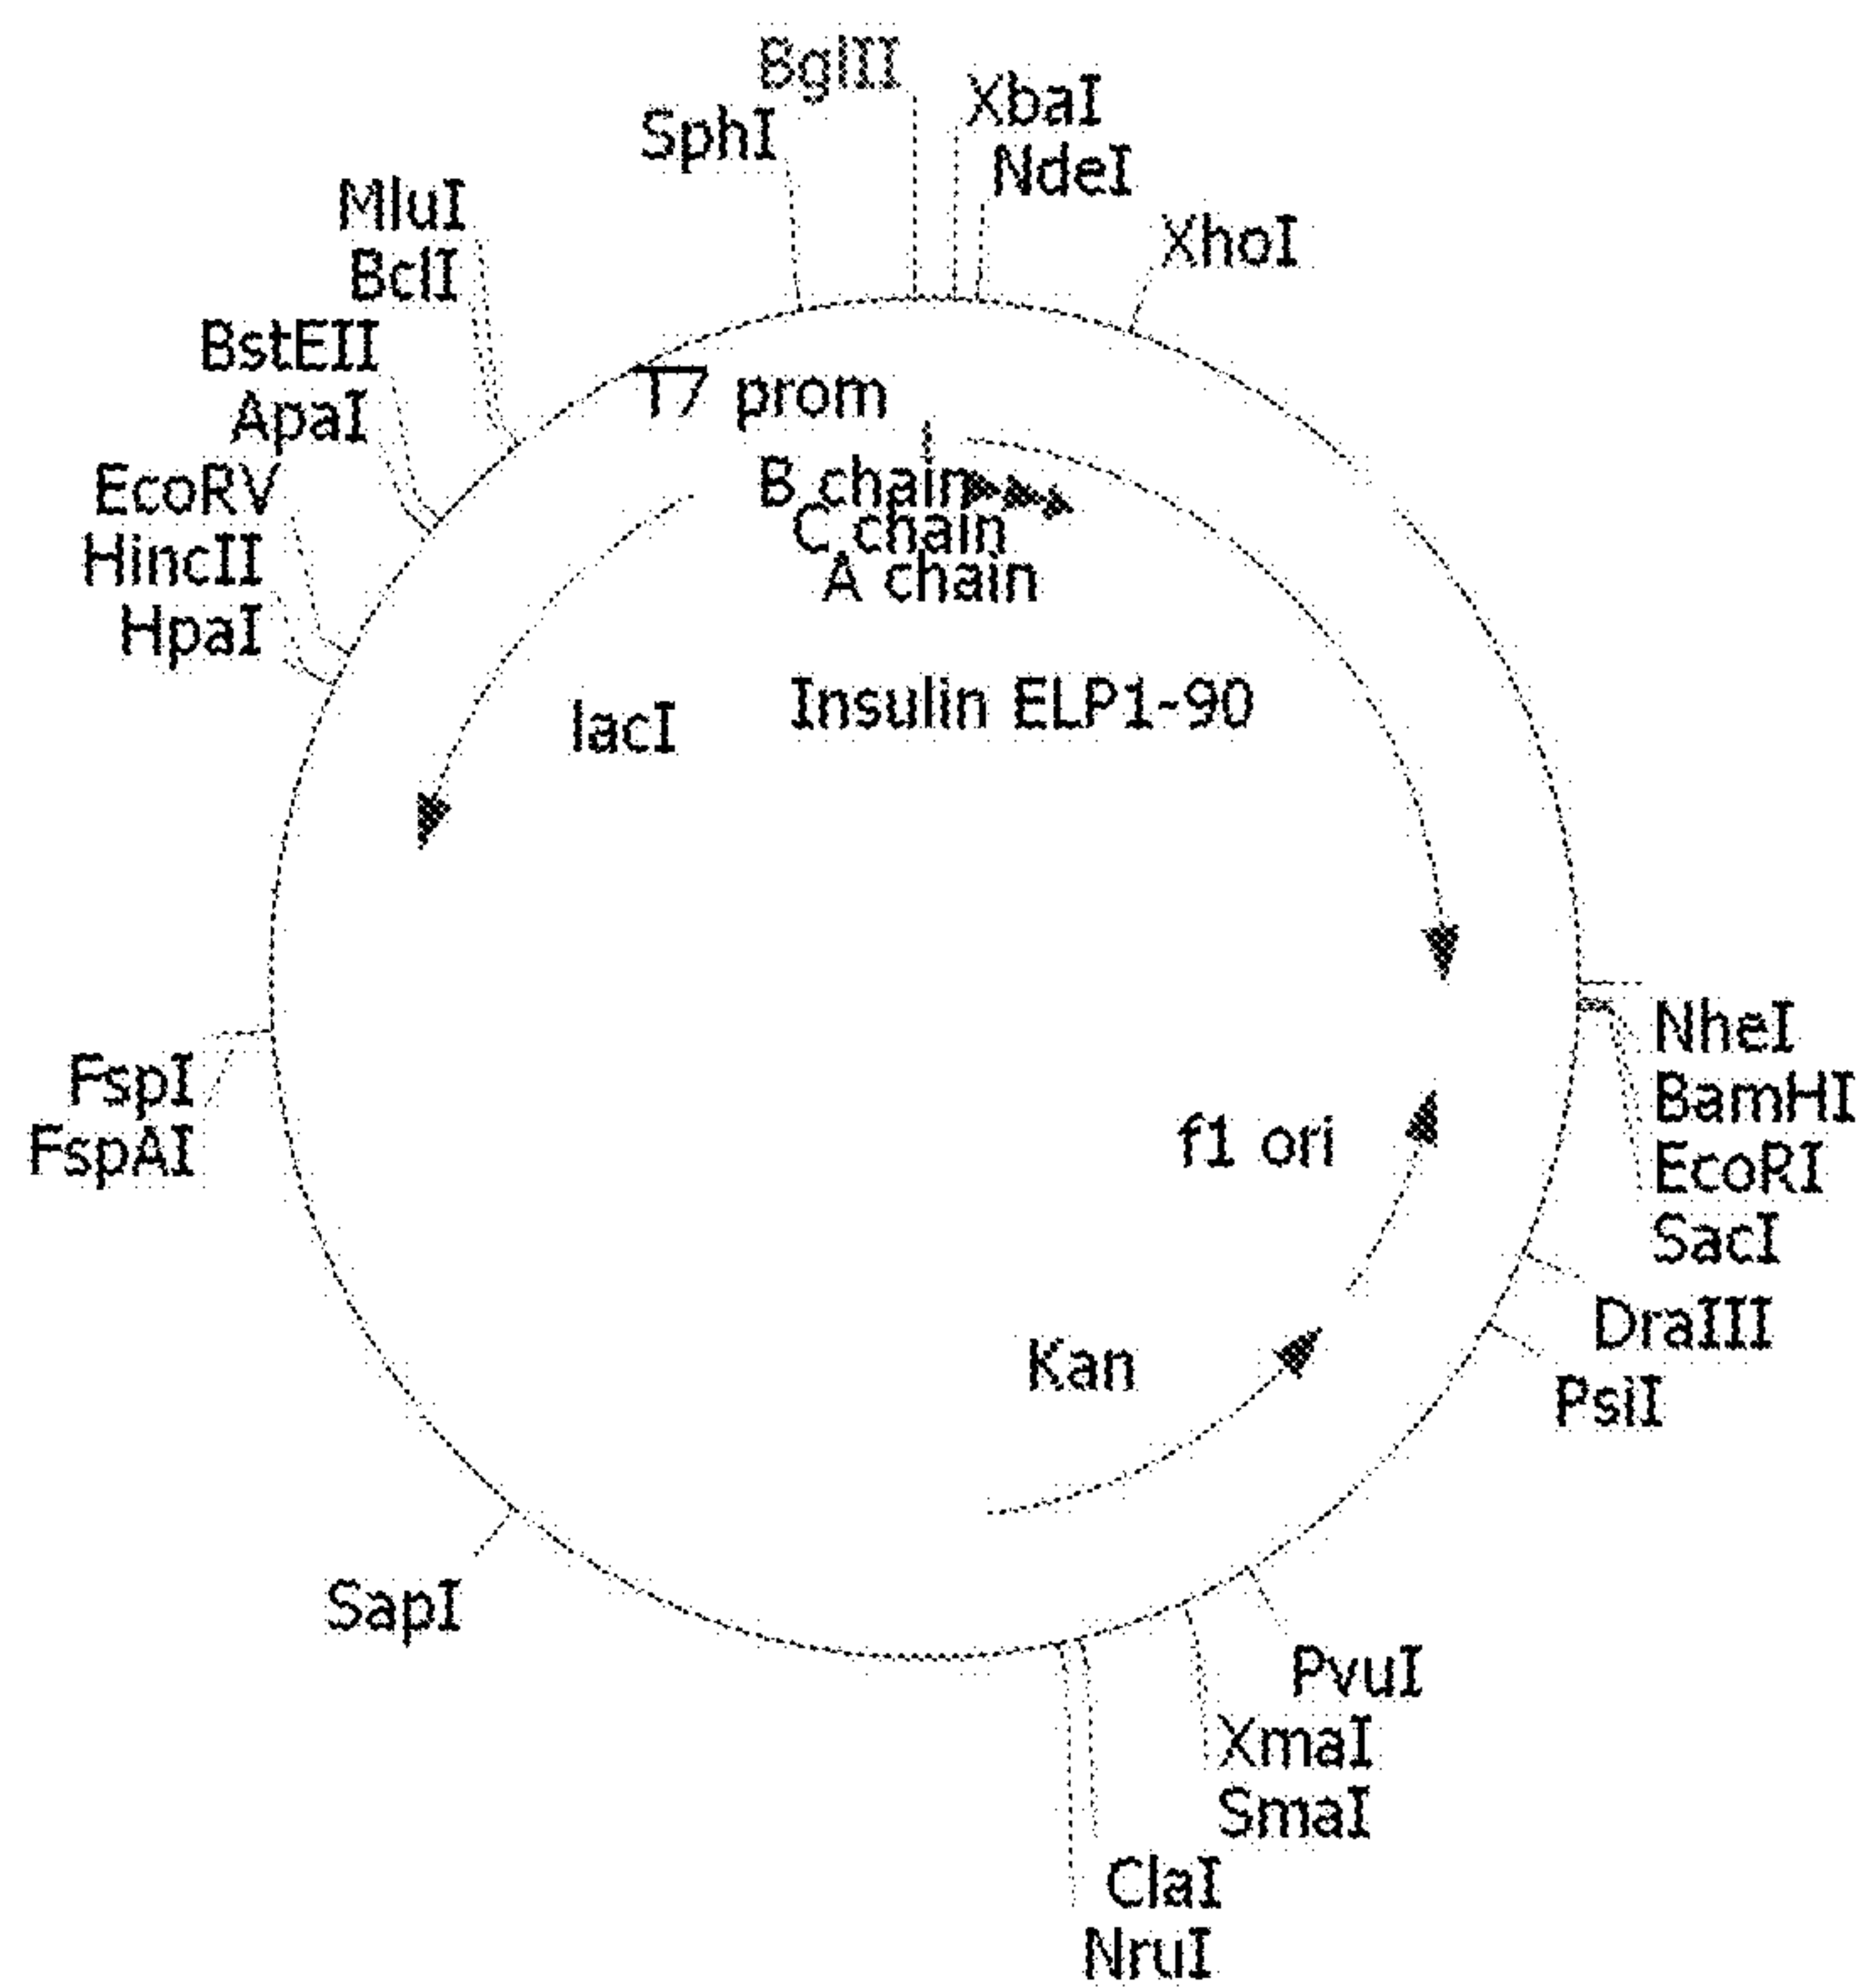 BglII
XbaI
SphI
NdeI
MluI
XhoI
BclI
BstEII
T7 prom
ApaI
EcoRV
B chain
C chain
HincII
A chain
HpaI
lacI
Insulin ELP1-90
NheI
FspI
BamHI
f1 ori
FspAI
EcoRI
SacI
DraIII
Kan
PsiI
SapI
PvuI
XmaI
SmaI
ClaI
NruI